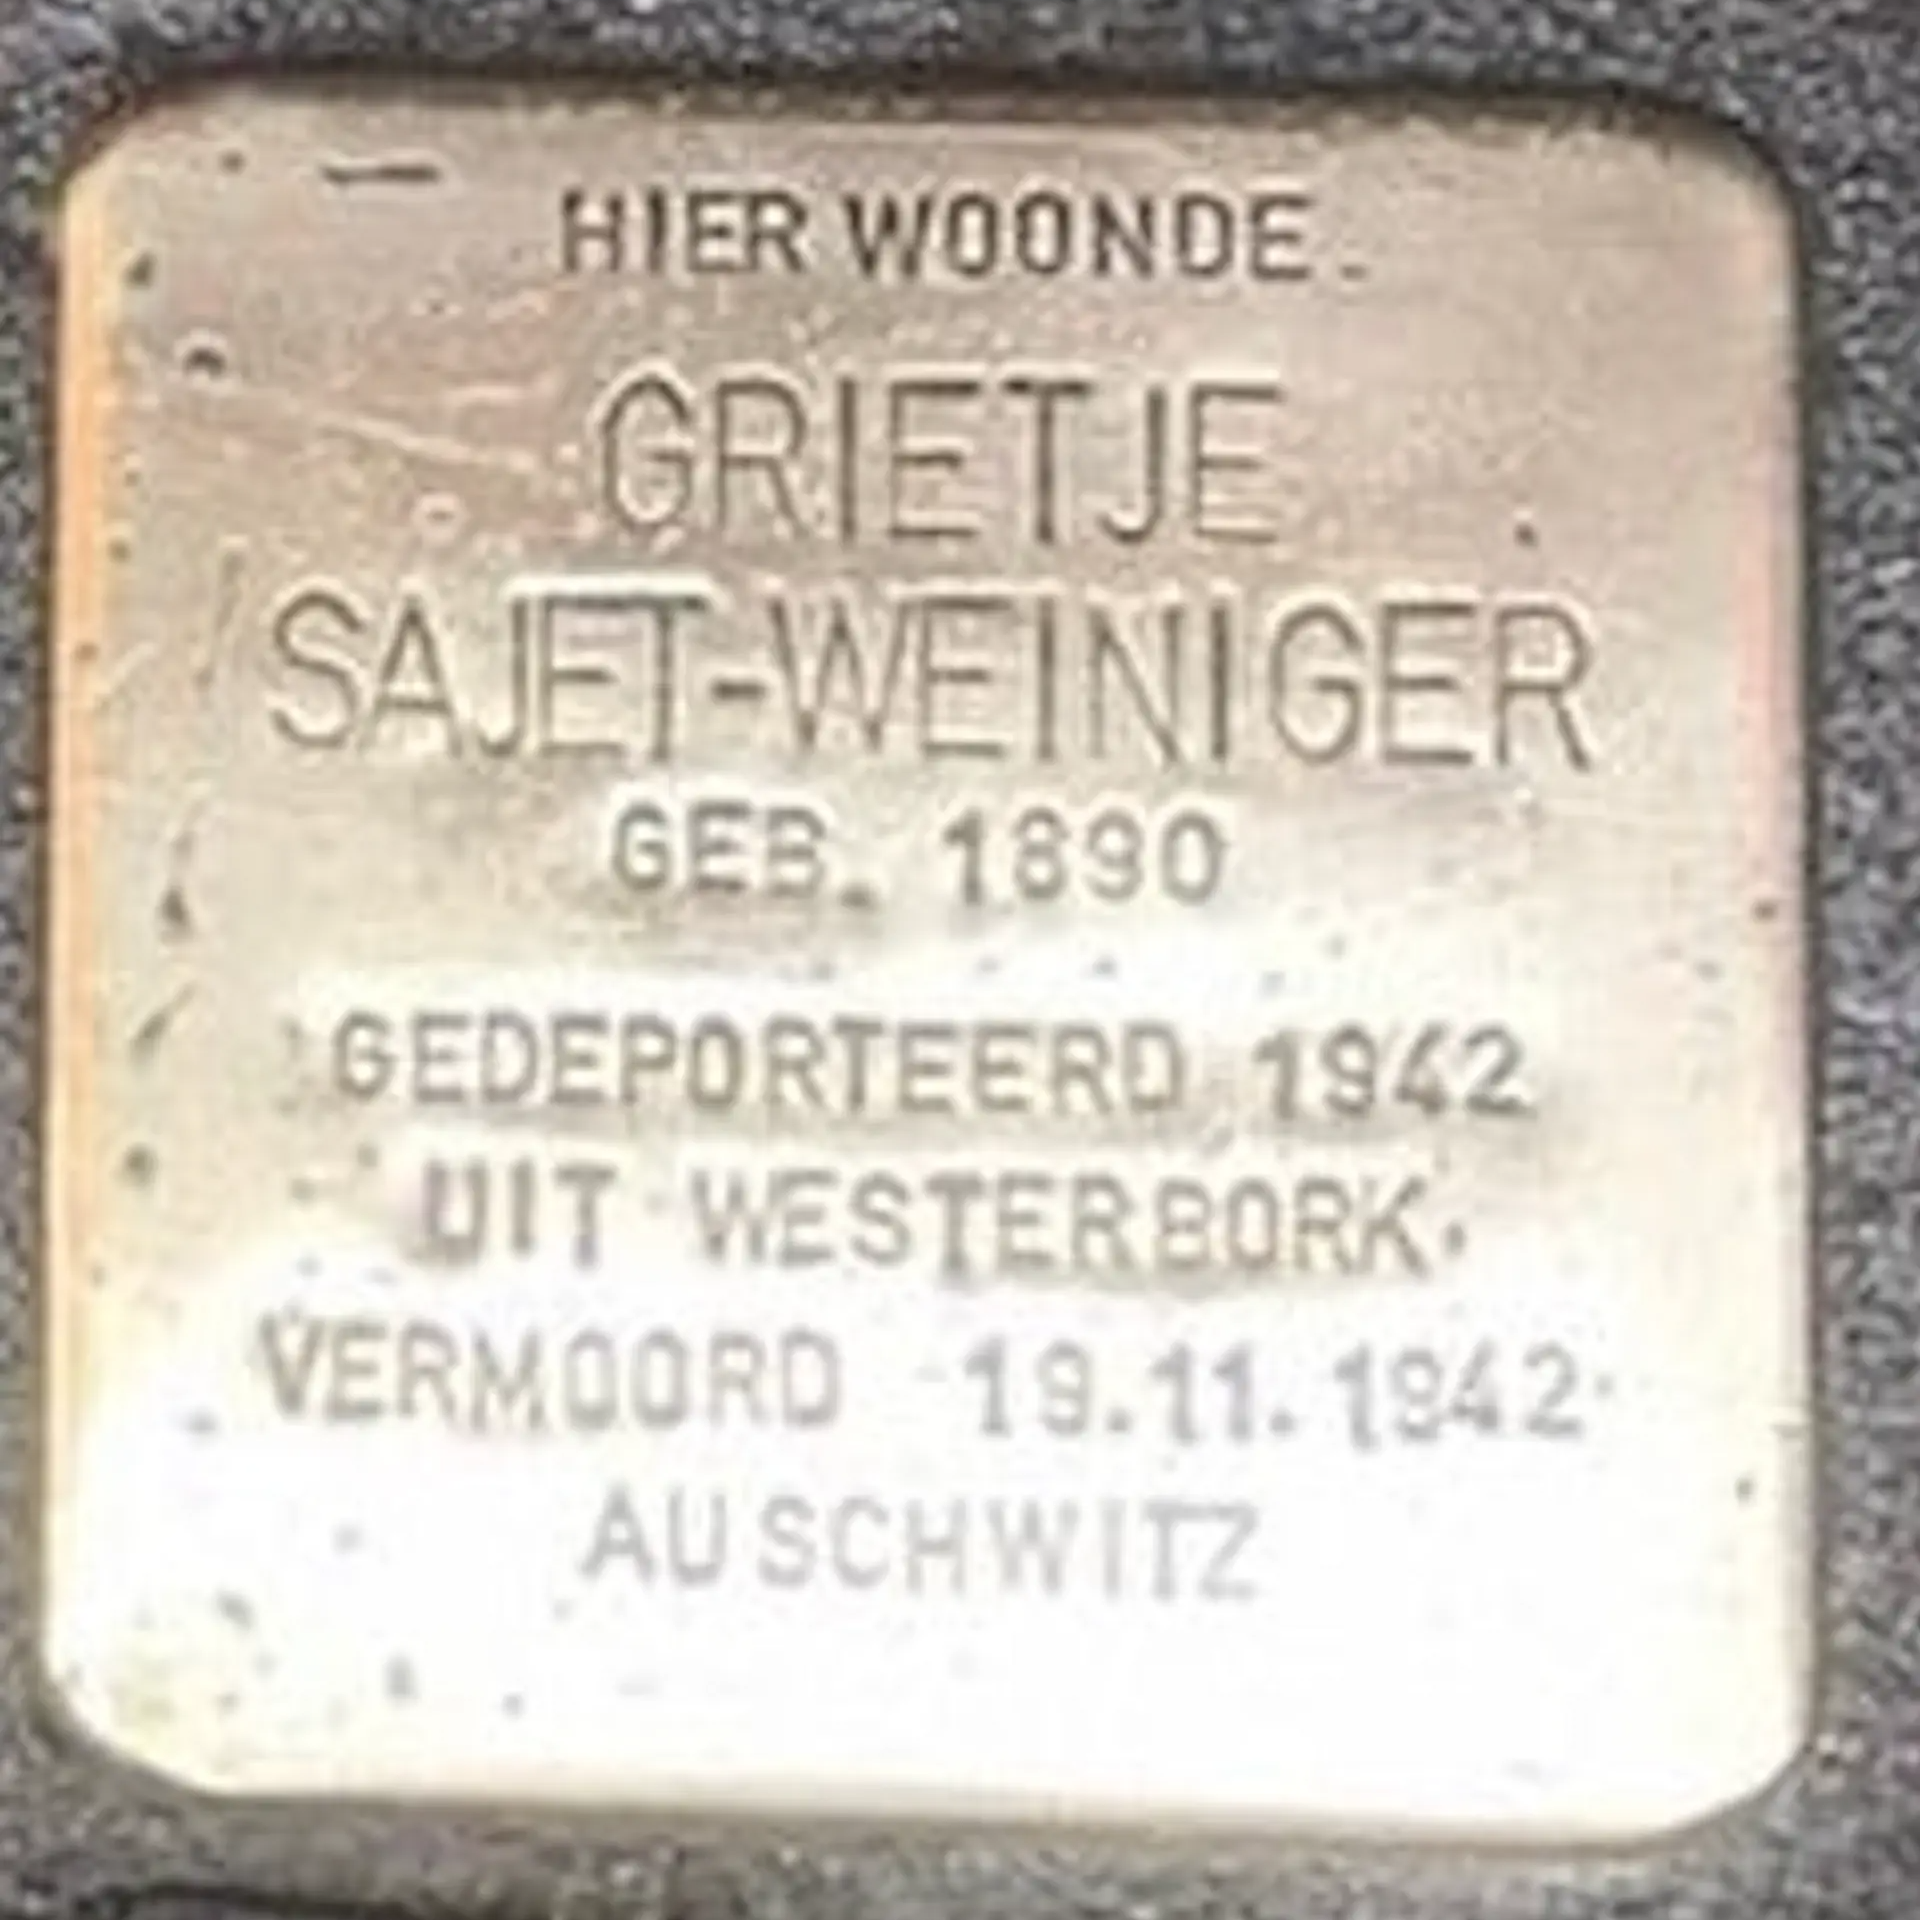 HIER WOONDE
GRIETJE
SAJET-WEINIGER
GEB. 1890
GEDEPORTEERD 1942
UIT WESTERBORK
VERMOORD 19.11.1942
AUSCHWITZ